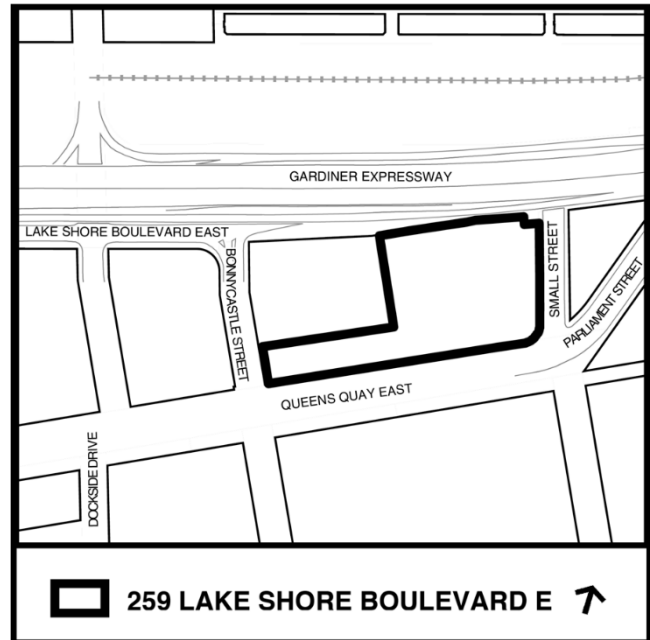 GARDINER EXPRESSWAY
LAKE SHORE BOULEVARD EAST
BONNYCASTLE STREET
SMALL STREET
PARLIAMENT STREET
QUEENS QUAY EAST
DOCKSIDE DRIVE
259 LAKE SHORE BOULEVARD E